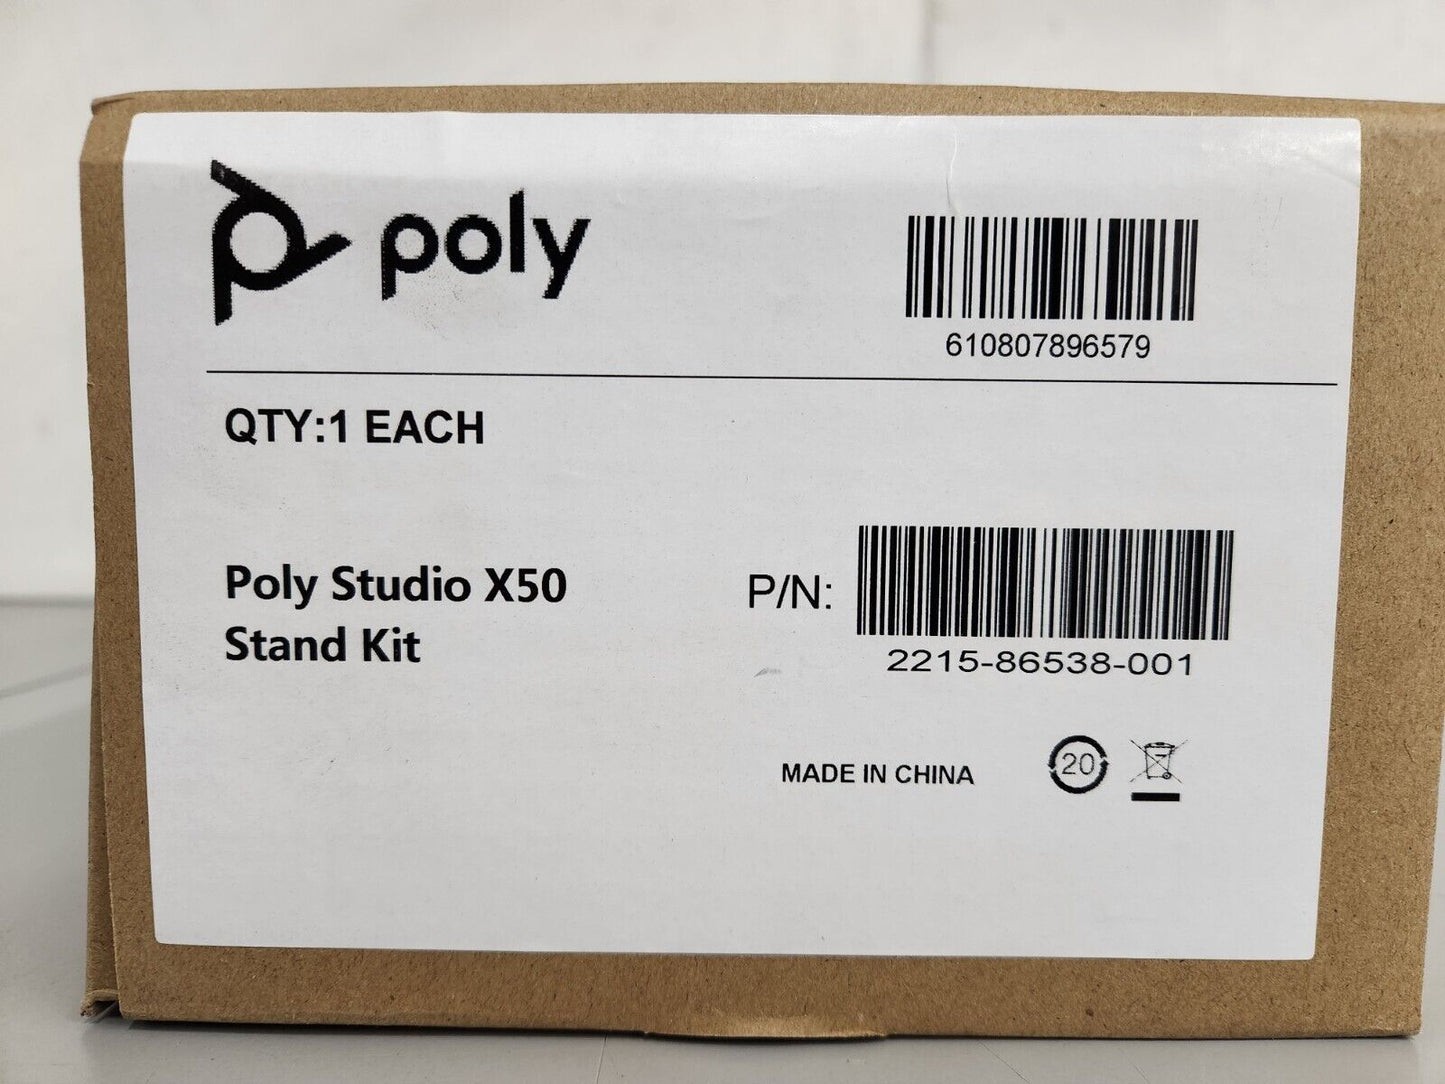 poly
610807896579
QTY:1 EACH
Poly Studio X50
Stand Kit
P/N:
2215-86538-001
MADE IN CHINA
20